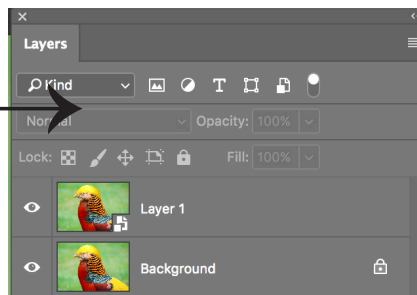 Layers
Kind
Normal Opacity: 100%
Lock: Fill: 100%
Layer 1
Background